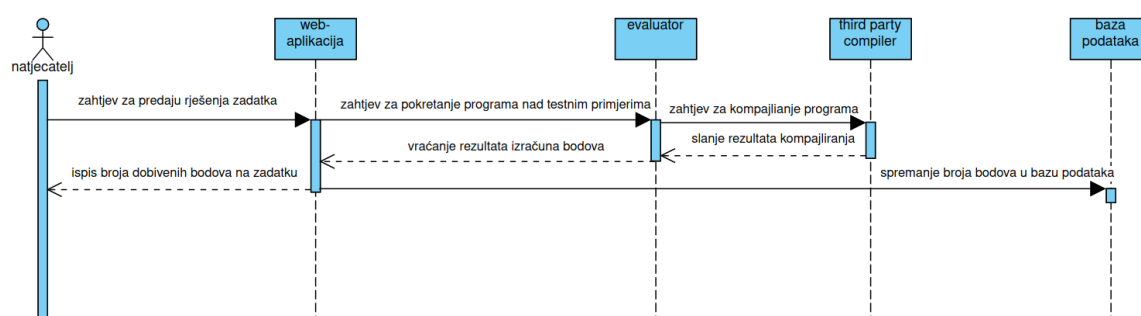 natjecatelj
web-
aplikacija
evaluator
third party
compiler
baza
podataka
zahtjev za predaju rješenja zadatka
zahtjev za pokretanje programa nad testnim primjerima
zahtjev za kompajlianje programa
slanje rezultata kompajliranja
vraćanje rezultata izračuna bodova
ispis broja dobivenih bodova na zadatku
spremanje broja bodova u bazu podataka